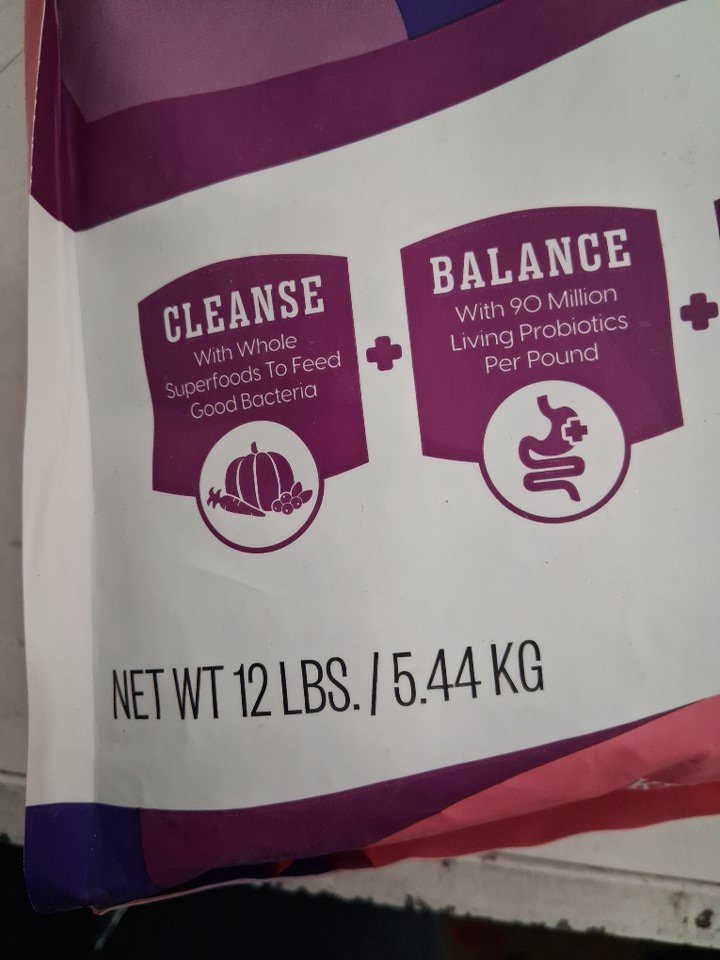 CLEANSE
With Whole
Superfoods To Feed
Good Bacteria
BALANCE
With 90 Million
Living Probiotics
Per Pound
NET WT 12 LBS. / 5.44 KG